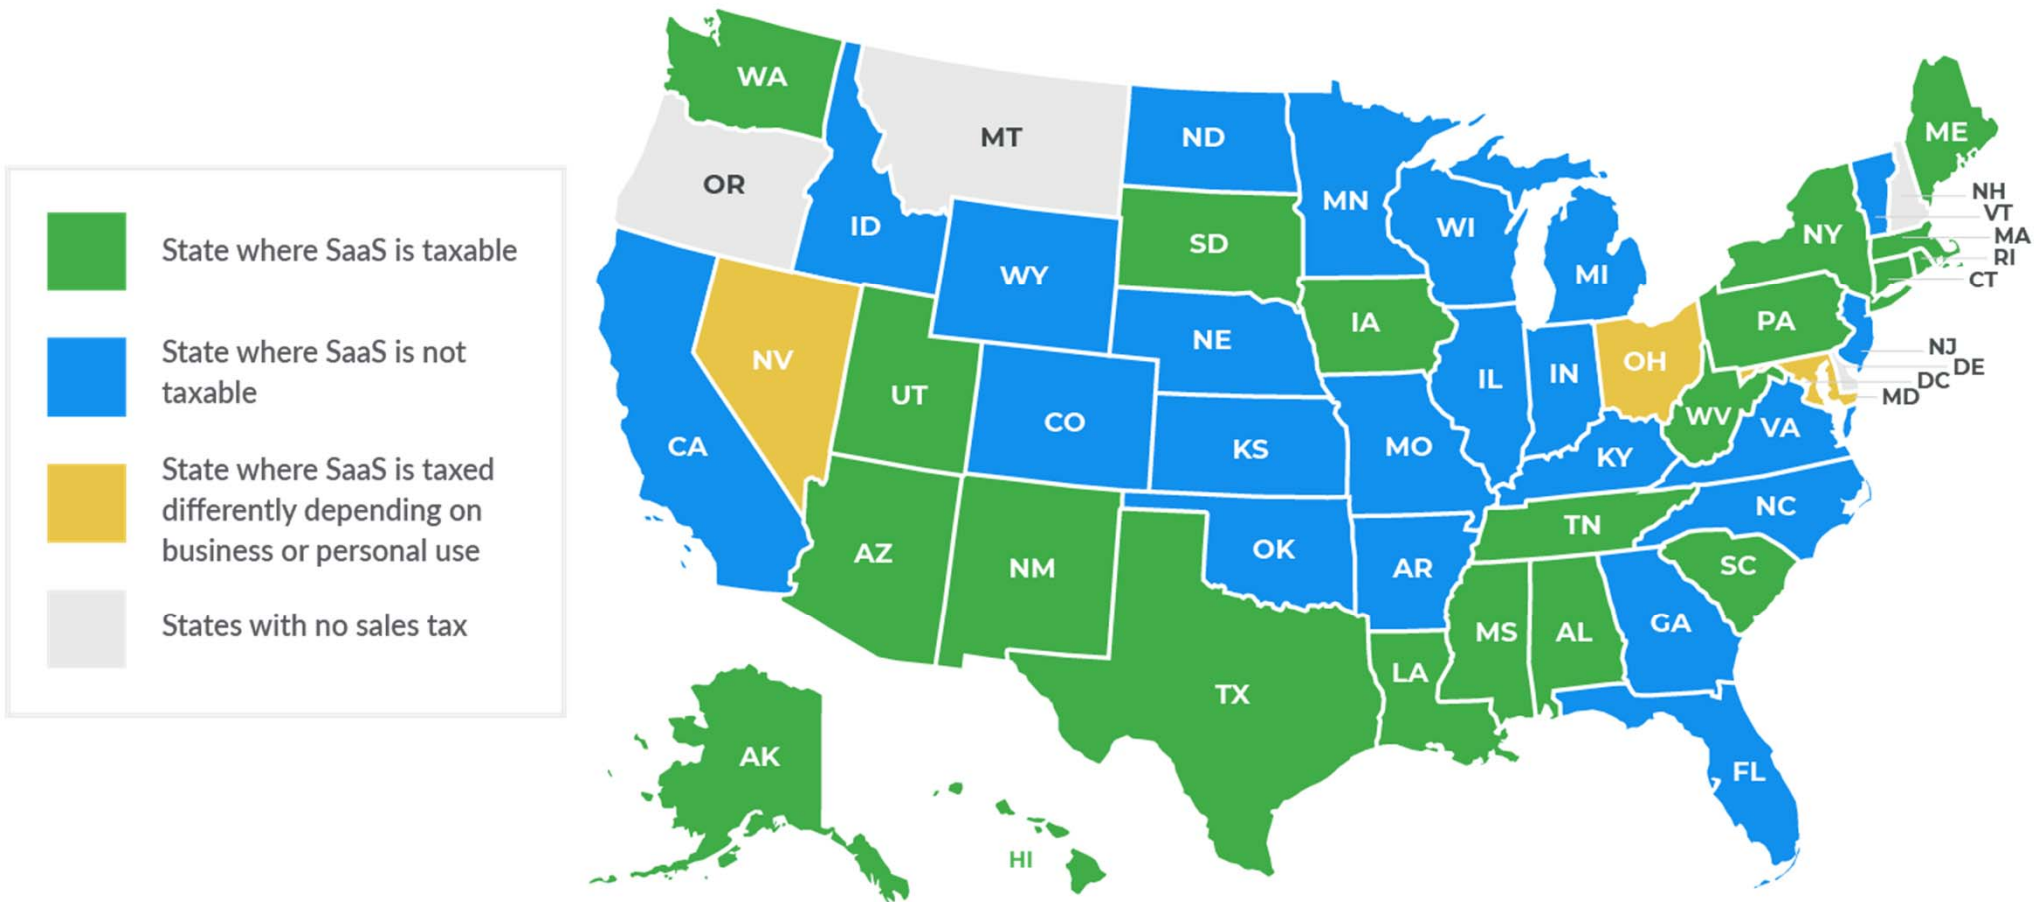 State where SaaS is taxable
State where SaaS is not
taxable
State where SaaS is taxed
differently depending on
business or personal use
States with no sales tax
WA
MT
ND
ME
OR
MN
NH
ID
WI
VT
SD
NY
MA
RI
WY
MI
CT
IA
PA
NE
NJ
NV
OH
DE
UT
IL
IN
DC
MD
CO
WV
VA
CA
KS
MO
KY
NC
TN
AZ
NM
OK
AR
SC
MS
AL
GA
LA
TX
AK
FL
HI